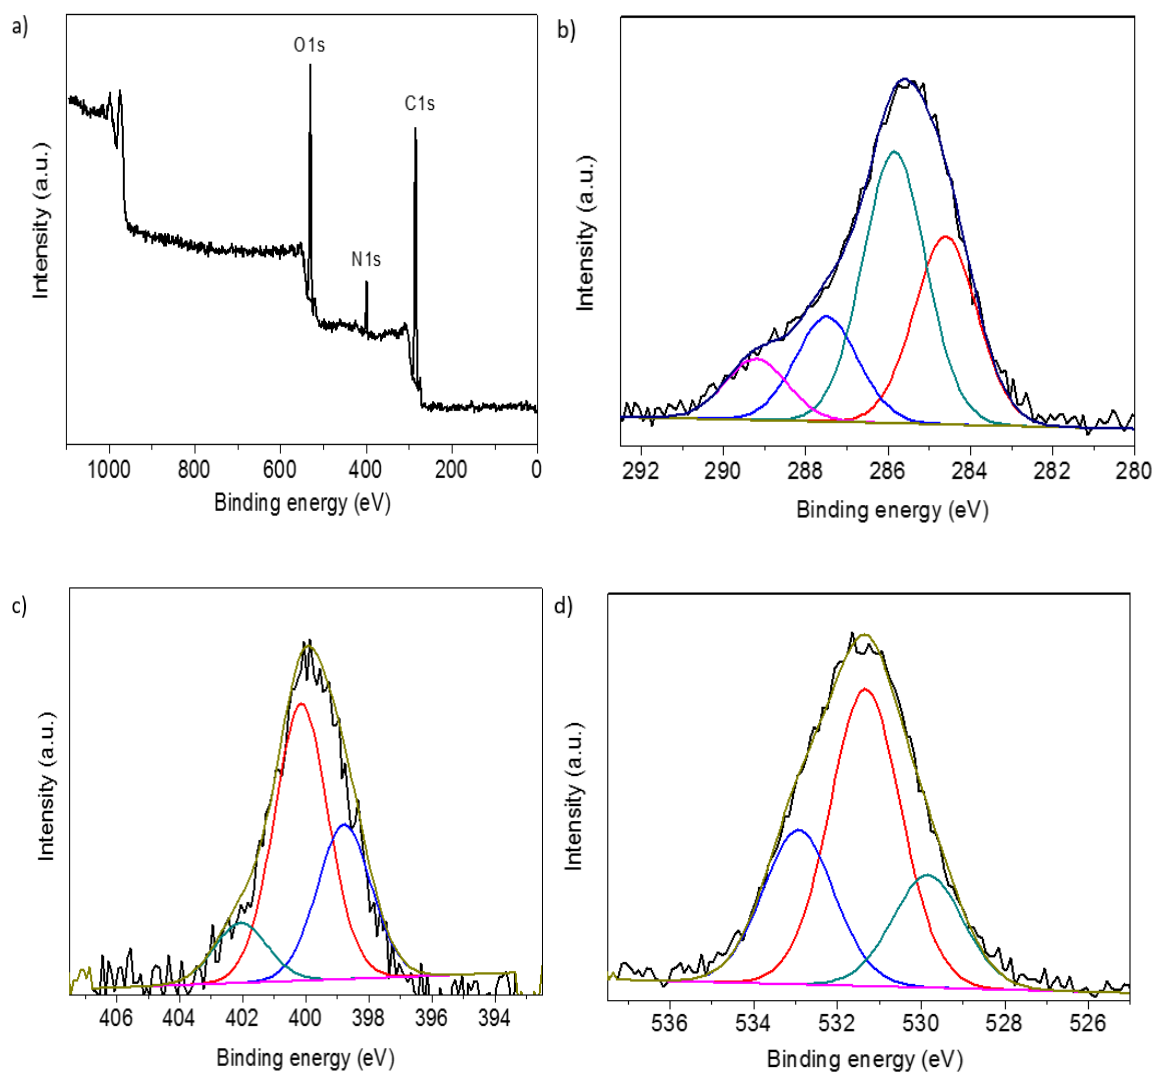 a)
O1s
C1s
N1s
Intensity (a.u.)
1000 800 600 400 200 0
Binding energy (eV)
b)
Intensity (a.u.)
292 290 288 286 284 282 280
Binding energy (eV)
c)
Intensity (a.u.)
406 404 402 400 398 396 394
Binding energy (eV)
d)
Intensity (a.u.)
536 534 532 530 528 526
Binding energy (eV)